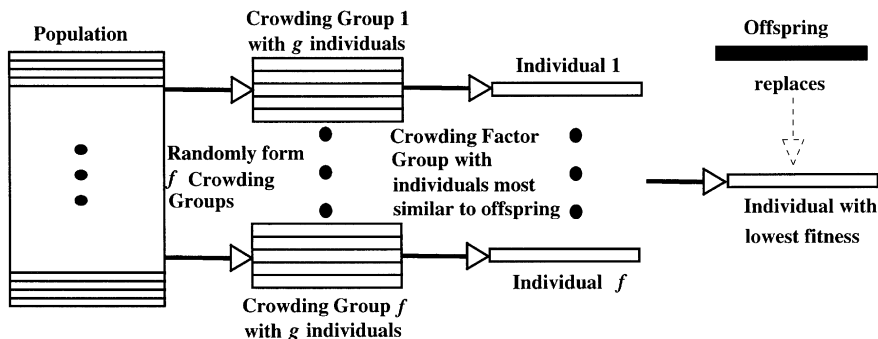 Population
Crowding Group 1
with g individuals
Randomly form
f Crowding
Groups
Crowding Group f
with g individuals
Individual 1
Crowding Factor
Group with
individuals most
similar to offspring
Individual f
Offspring
replaces
Individual with
lowest fitness